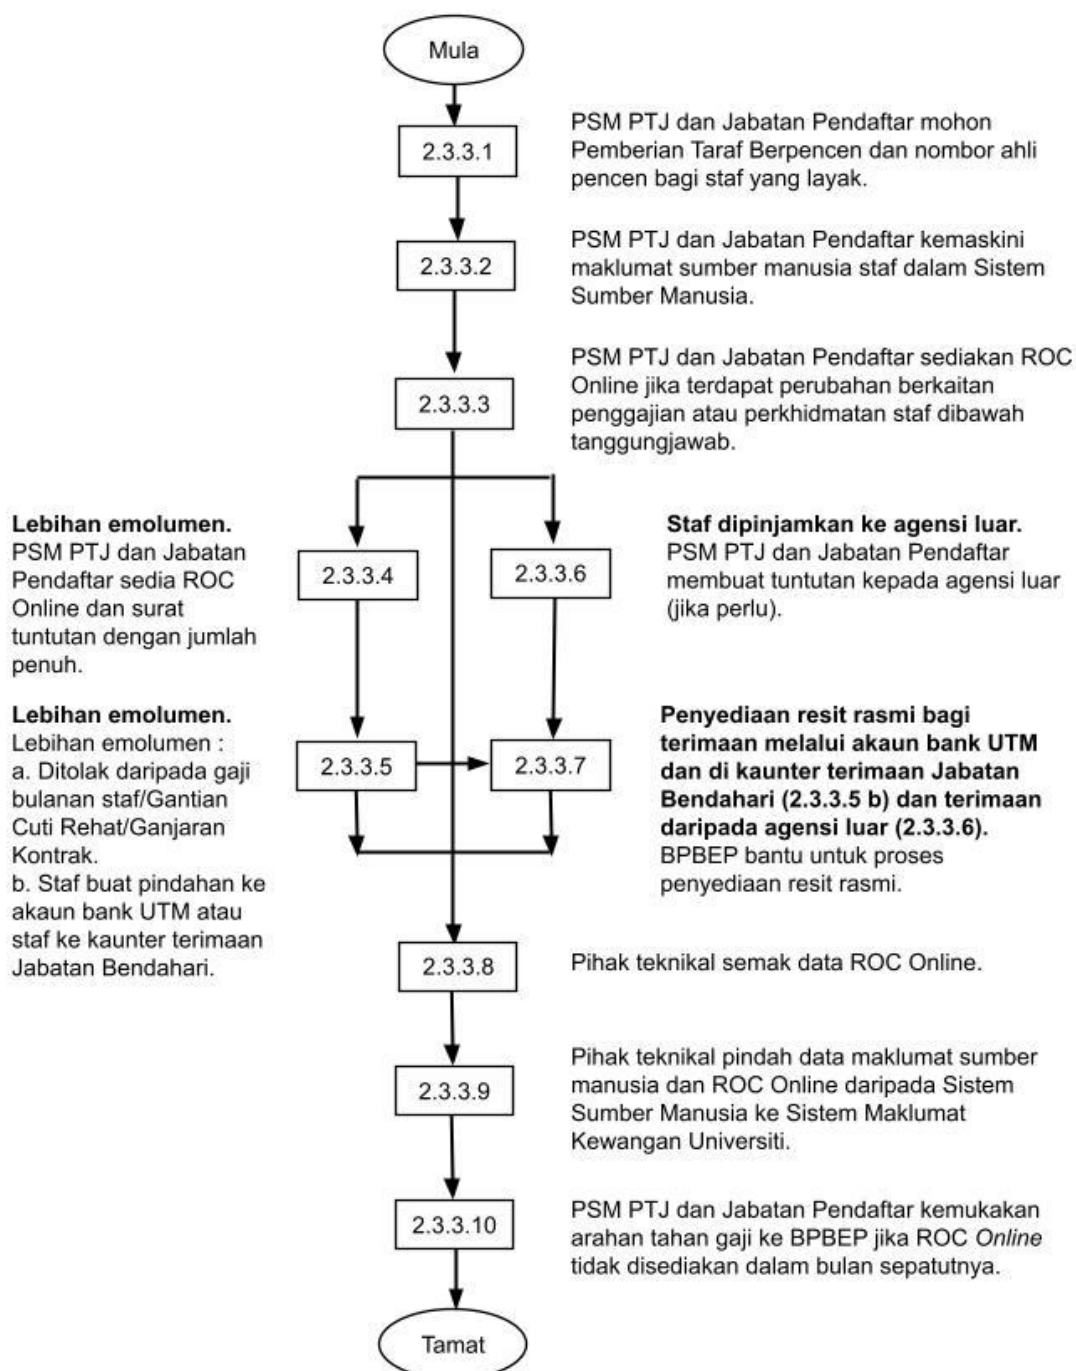 Mula
2.3.3.1
PSM PTJ dan Jabatan Pendaftar mohon
Pemberian Taraf Berpencen dan nombor ahli
pencen bagi staf yang layak.
2.3.3.2
PSM PTJ dan Jabatan Pendaftar kemaskini
maklumat sumber manusia staf dalam Sistem
Sumber Manusia.
2.3.3.3
PSM PTJ dan Jabatan Pendaftar sediakan ROC
Online jika terdapat perubahan berkaitan
penggajian atau perkhidmatan staf dibawah
tanggungjawab.
Lebihan emolumen.
PSM PTJ dan Jabatan
Pendaftar sedia ROC
Online dan surat
tuntutan dengan jumlah
penuh.
2.3.3.4
2.3.3.6
Staf dipinjamkan ke agensi luar.
PSM PTJ dan Jabatan Pendaftar
membuat tuntutan kepada agensi luar
(jika perlu).
Lebihan emolumen.
Lebihan emolumen :
a. Ditolak daripada gaji
bulanan staf/Gantian
Cuti Rehat/Ganjaran
Kontrak.
b. Staf buat pindahan ke
akaun bank UTM atau
staf ke kaunter terimaan
Jabatan Bendahari.
2.3.3.5
2.3.3.7
Penyediaan resit rasmi bagi
terimaan melalui akaun bank UTM
dan di kaunter terimaan Jabatan
Bendahari (2.3.3.5 b) dan terimaan
daripada agensi luar (2.3.3.6).
BPBEP bantu untuk proses
penyediaan resit rasmi.
2.3.3.8
Pihak teknikal semak data ROC Online.
2.3.3.9
Pihak teknikal pindah data maklumat sumber
manusia dan ROC Online daripada Sistem
Sumber Manusia ke Sistem Maklumat
Kewangan Universiti.
2.3.3.10
PSM PTJ dan Jabatan Pendaftar kemukakan
arahan tahan gaji ke BPBEP jika ROC Online
tidak disediakan dalam bulan sepatutnya.
Tamat